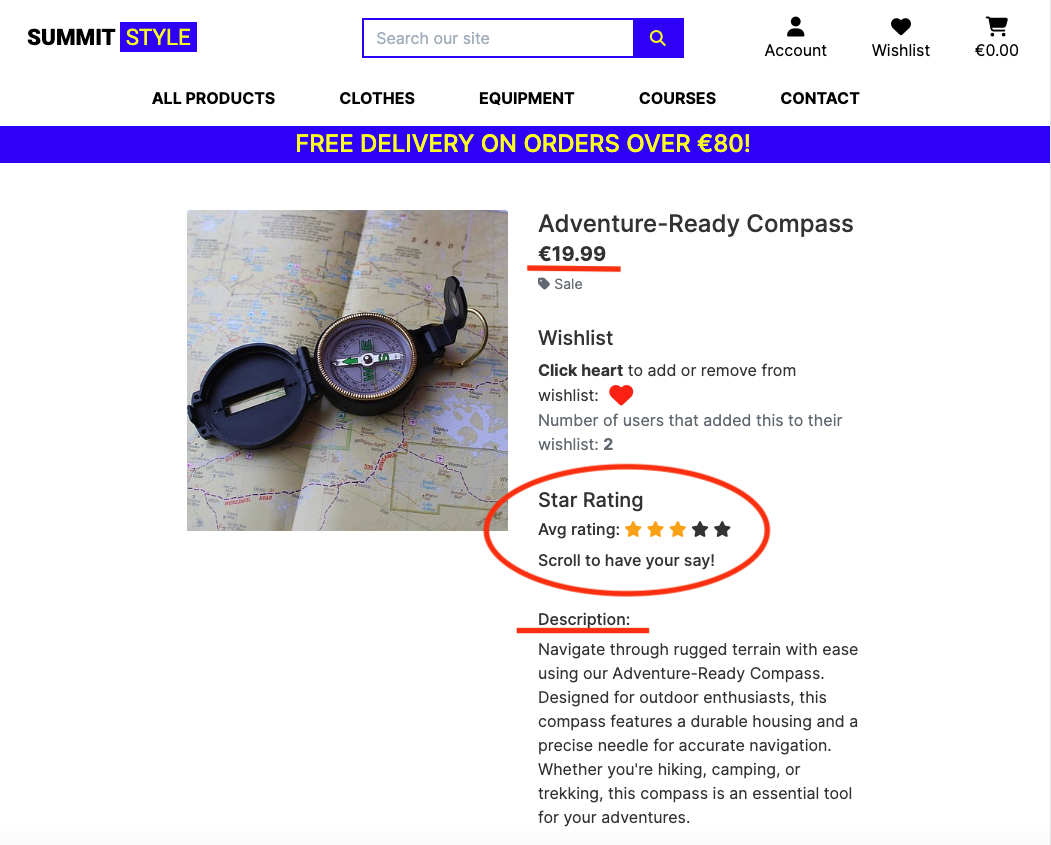 SUMMIT STYLE
Search our site
Account
Wishlist
€0.00
ALL PRODUCTS
CLOTHES
EQUIPMENT
COURSES
CONTACT
FREE DELIVERY ON ORDERS OVER €80!
SANDY
Adventure-Ready Compass
€19.99
Sale
Wishlist
Click heart to add or remove from
wishlist:
Number of users that added this to their
wishlist: 2
Star Rating
Avg rating:
Scroll to have your say!
Description:
Navigate through rugged terrain with ease
using our Adventure-Ready Compass.
Designed for outdoor enthusiasts, this
compass features a durable housing and a
precise needle for accurate navigation.
Whether you're hiking, camping, or
trekking, this compass is an essential tool
for your adventures.